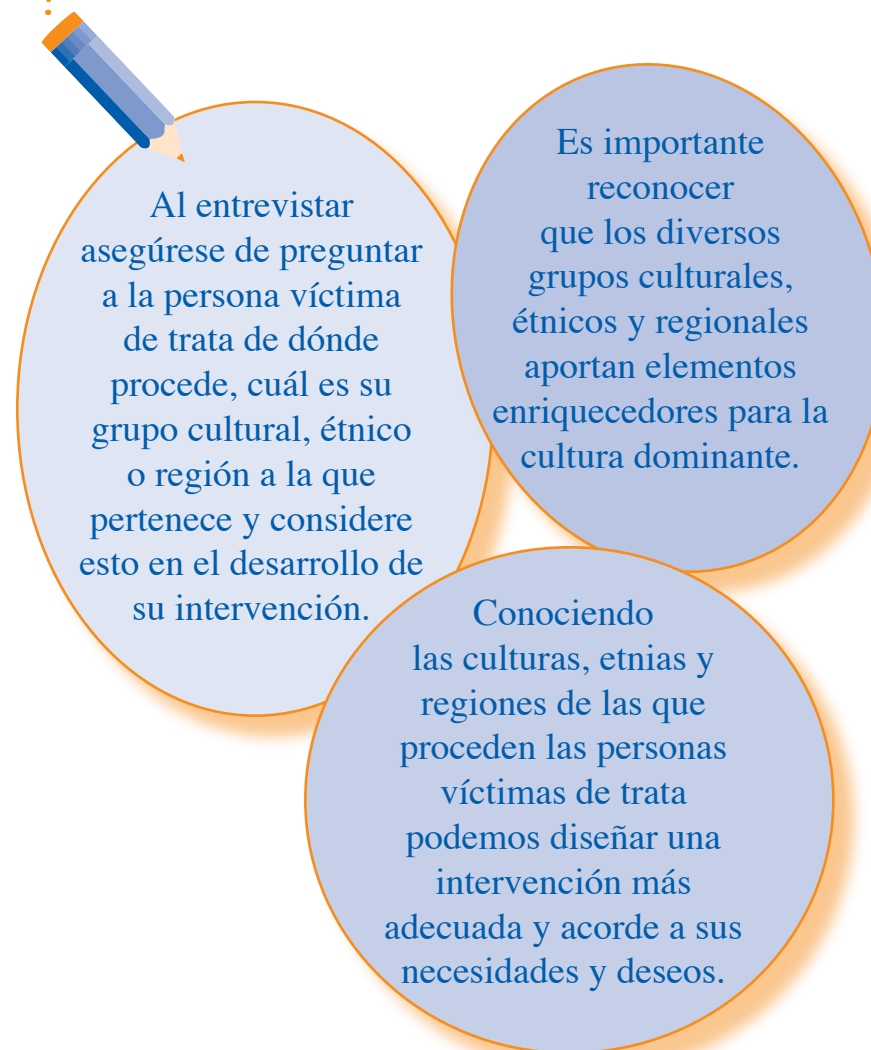 Al entrevistar
asegúrese de preguntar
a la persona víctima
de trata de dónde
procede, cuál es su
grupo cultural, étnico
o región a la que
pertenece y considere
esto en el desarrollo de
su intervención.
Es importante
reconocer
que los diversos
grupos culturales,
étnicos y regionales
aportan elementos
enriquecedores para la
cultura dominante.
Conociendo
las culturas, etnias y
regiones de las que
proceden las personas
víctimas de trata
podemos diseñar una
intervención más
adecuada y acorde a sus
necesidades y deseos.